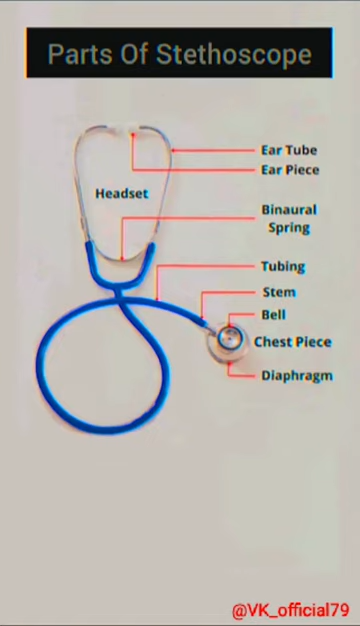 Parts Of Stethoscope
Ear Tube
Ear Piece
Headset
Binaural
Spring
Tubing
Stem
Bell
Chest Piece
Diaphragm
@VK_official79